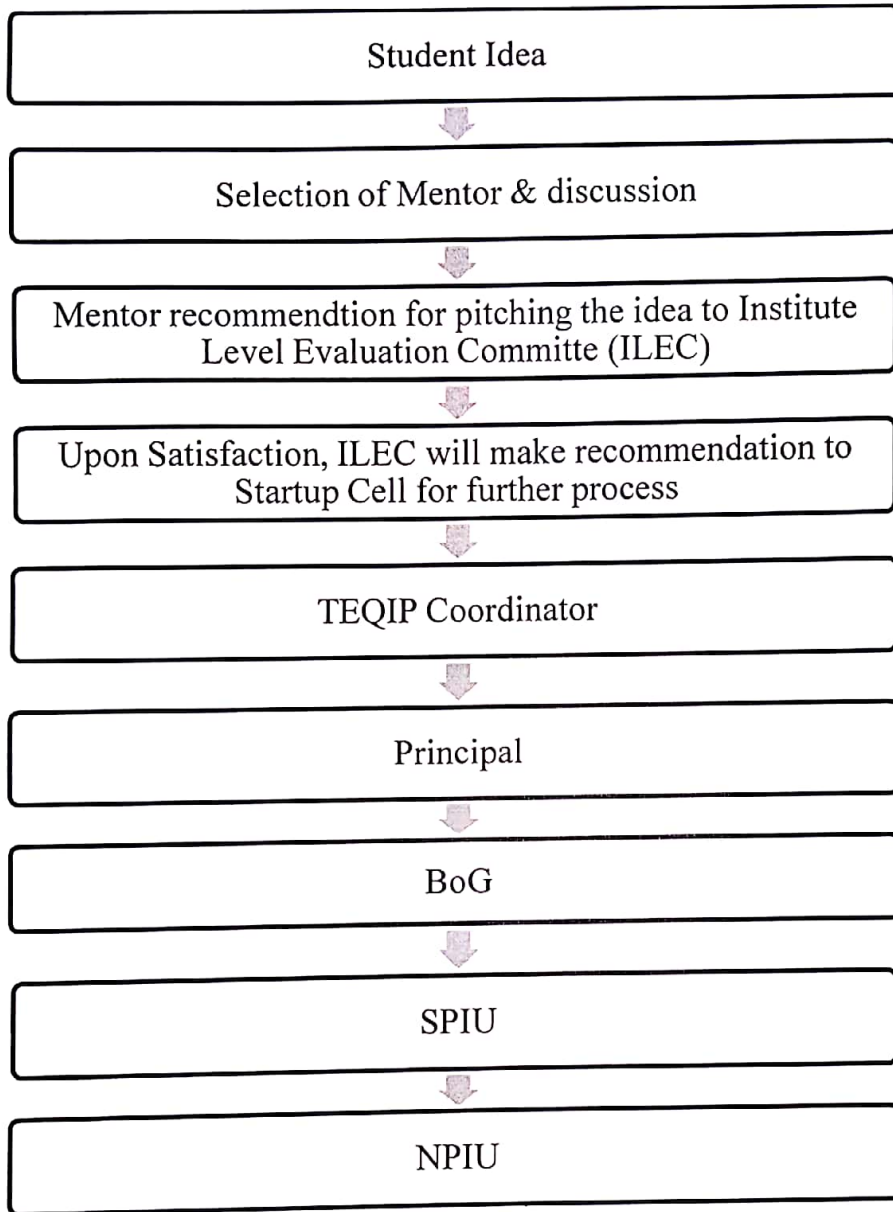 Student Idea
Selection of Mentor & discussion
Mentor recommendtion for pitching the idea to Institute
Level Evaluation Committe (ILEC)
Upon Satisfaction, ILEC will make recommendation to
Startup Cell for further process
TEQIP Coordinator
Principal
BoG
SPIU
NPIU